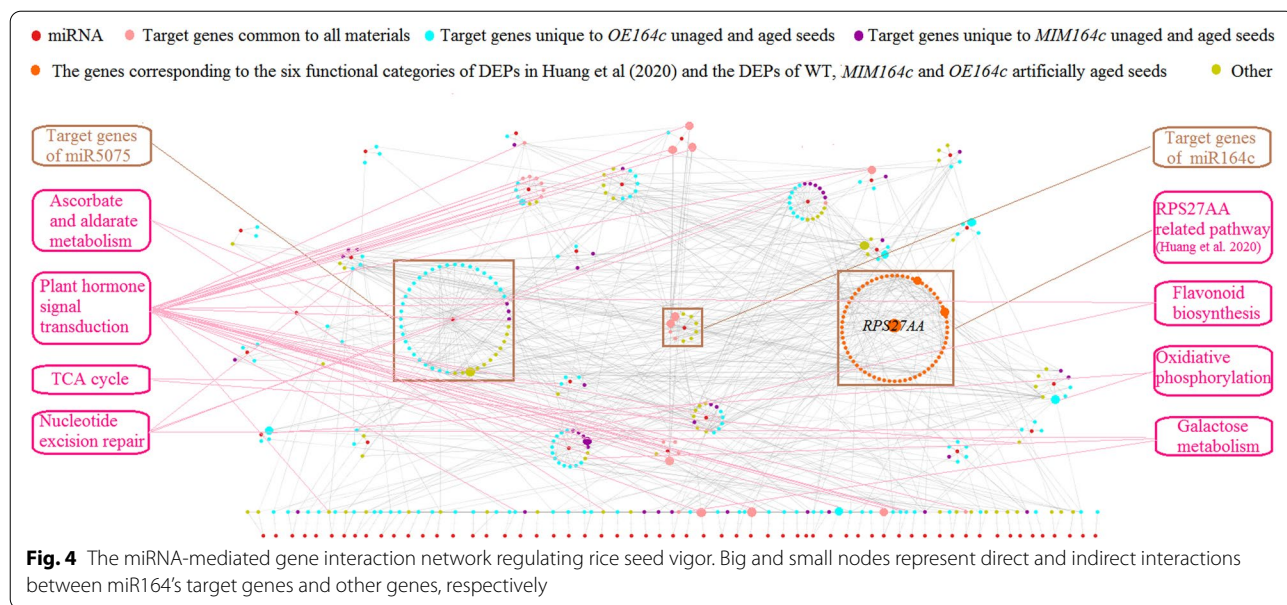 miRNA
Target genes common to all materials
Target genes unique to OE164c unaged and aged seeds
Target genes unique to MIM164c unaged and aged seeds
The genes corresponding to the six functional categories of DEPs in Huang et al (2020) and the DEPs of WT, MIM164c and OE164c artificially aged seeds
Other
Target genes
of miR5075
Ascorbate
and aldarate
metabolism
Plant hormone
signal
transduction
TCA cycle
Nucleotide
excision repair
RPS27AA
Target genes
of miR164c
RPS27AA
related pathway
(Huang et al. 2020)
Flavonoid
biosynthesis
Oxidiative
phosphorylation
Galactose
metabolism
Fig. 4 The miRNA-mediated gene interaction network regulating rice seed vigor. Big and small nodes represent direct and indirect interactions
between miR164's target genes and other genes, respectively